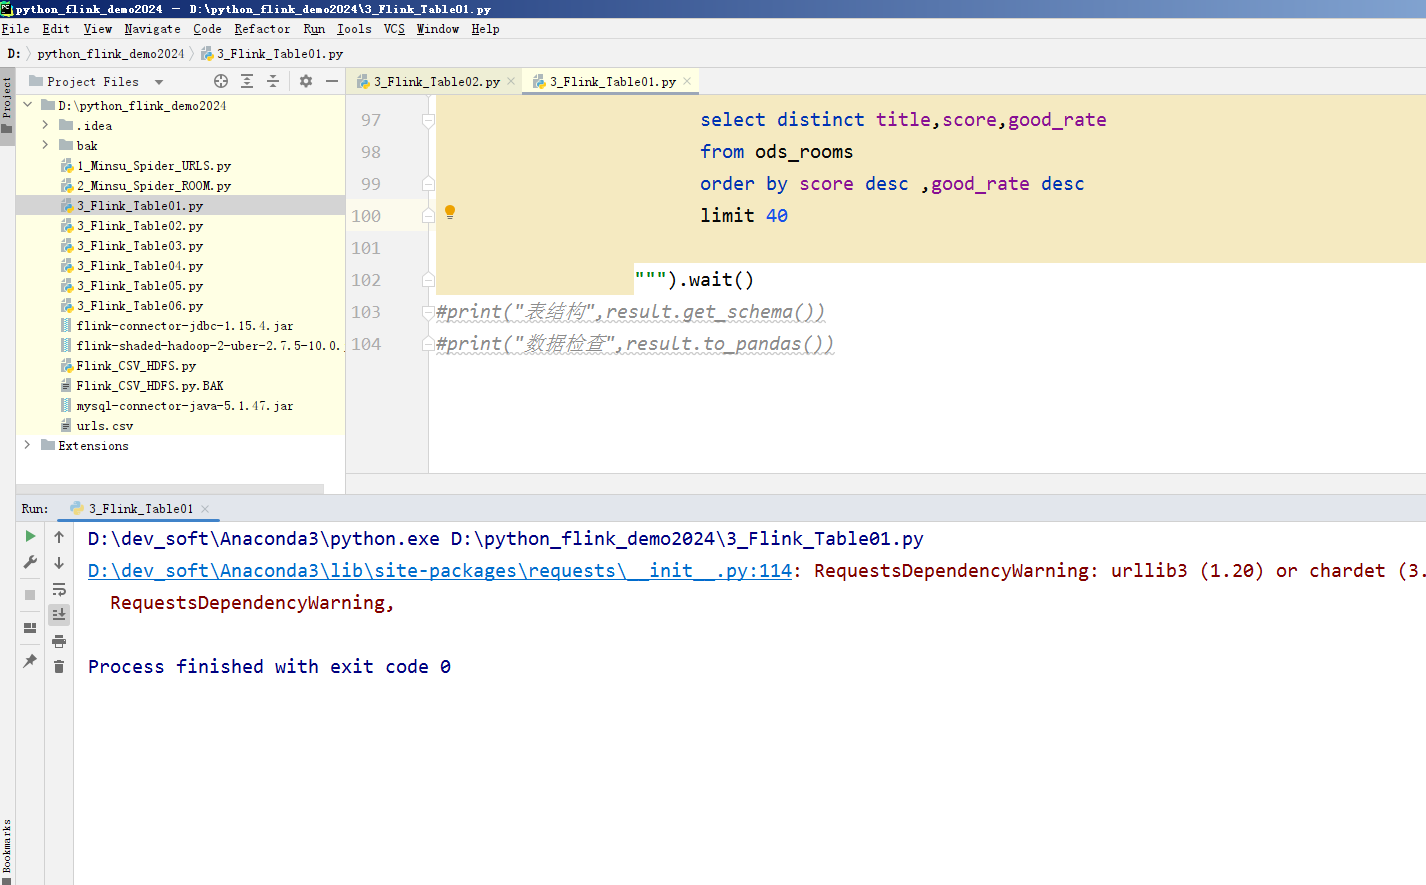 python_flink_demo2024 – D:\python_flink_demo2024\3_Flink_Table01.py
File Edit View Navigate Code Refactor Run Tools VCS Window Help
D: python_flink_demo2024 3_Flink_Table01.py
Project
Project Files
3_Flink_Table02.py
3_Flink_Table01.py
D:\python_flink_demo2024
.idea
bak
1_Minsu_Spider_URLS.py
2_Minsu_Spider_ROOM.py
3_Flink_Table01.py
3_Flink_Table02.py
3_Flink_Table03.py
3_Flink_Table04.py
3_Flink_Table05.py
3_Flink_Table06.py
flink-connector-jdbc-1.15.4.jar
flink-shaded-hadoop-2-uber-2.7.5-10.0.
Flink_CSV_HDFS.py
Flink_CSV_HDFS.py.BAK
mysql-connector-java-5.1.47.jar
urls.csv
Extensions
97 select distinct title,score,good_rate
98 from ods_rooms
99 order by score desc ,good_rate desc
100 limit 40
101
102 """).wait()
103 #print("表结构",result.get_schema())
104 #print("数据检查",result.to_pandas())
Run: 3_Flink_Table01
D:\dev_soft\Anaconda3\python.exe D:\python_flink_demo2024\3_Flink_Table01.py
D:\dev_soft\Anaconda3\lib\site-packages\requests\__init__.py:114: RequestsDependencyWarning: urllib3 (1.20) or chardet (3.
RequestsDependencyWarning,
Process finished with exit code 0
Bookmarks